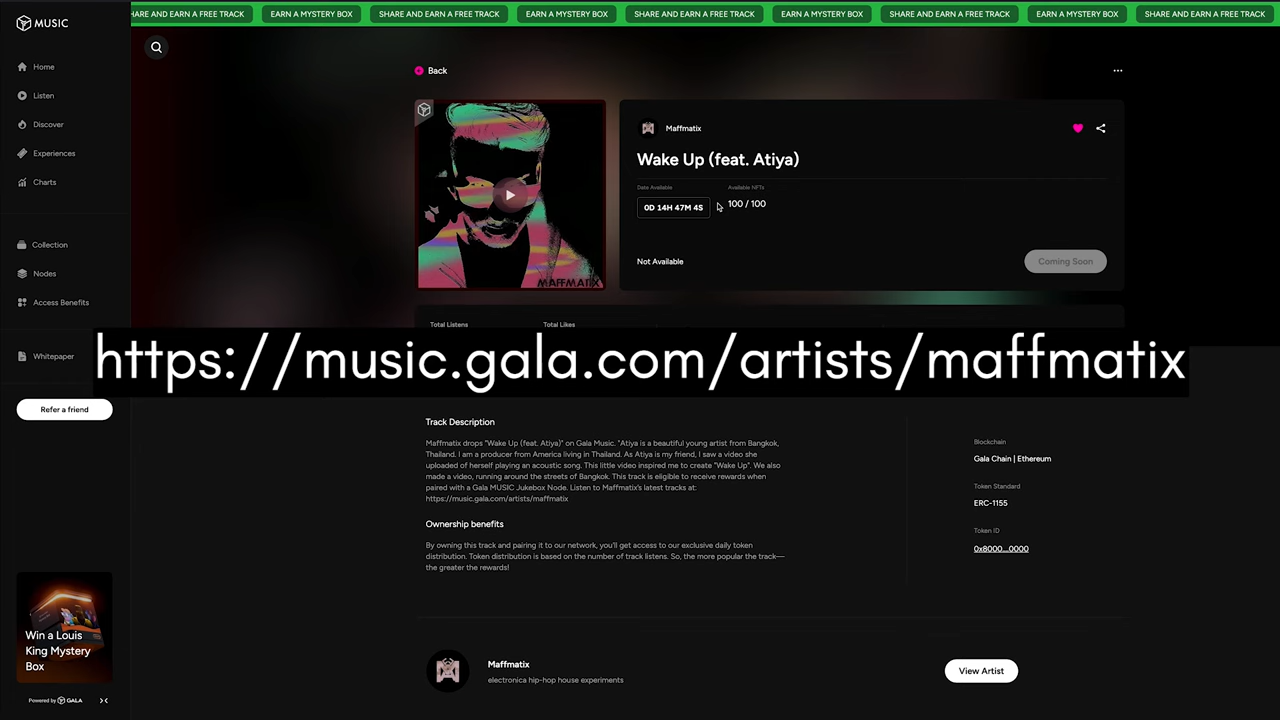 SHARE AND EARN A FREE TRACK EARN A MYSTERY BOX SHARE AND EARN A FREE TRACK EARN A MYSTERY BOX SHARE AND EARN A FREE TRACK EARN A MYSTERY BOX SHARE AND EARN A FREE TRACK EARN A MYSTERY BOX SHARE AND EARN A FREE TRACK
MUSIC
Home
Listen
Discover
Experiences
Charts
Collection
Nodes
Access Benefits
Whitepaper
Refer a friend
Win a Louis
King Mystery
Box
Powered by GALA
Back
MAFFMATIX
Maffmatix
Wake Up (feat. Atiya)
Date Available Available NFTs
0D 14H 47M 4S 100 / 100
Not Available Coming Soon
Total Listens Total Likes
https://music.gala.com/artists/maffmatix
Track Description
Maffmatix drops "Wake Up (feat. Atiya)" on Gala Music. "Atiya is a beautiful young artist from Bangkok,
Thailand. I am a producer from America living in Thailand. As Atiya is my friend, I saw a video she
uploaded of herself playing an acoustic song. This little video inspired me to create "Wake Up". We also
made a video, running around the streets of Bangkok. This track is eligible to receive rewards when
paired with a Gala MUSIC Jukebox Node. Listen to Maffmatix's latest tracks at:
https://music.gala.com/artists/maffmatix
Ownership benefits
By owning this track and pairing it to our network, you'll get access to our exclusive daily token
distribution. Token distribution is based on the number of track listens. So, the more popular the track—
the greater the rewards!
Blockchain
Gala Chain | Ethereum
Token Standard
ERC-1155
Token ID
0x8000...0000
Maffmatix
electronica hip-hop house experiments
View Artist